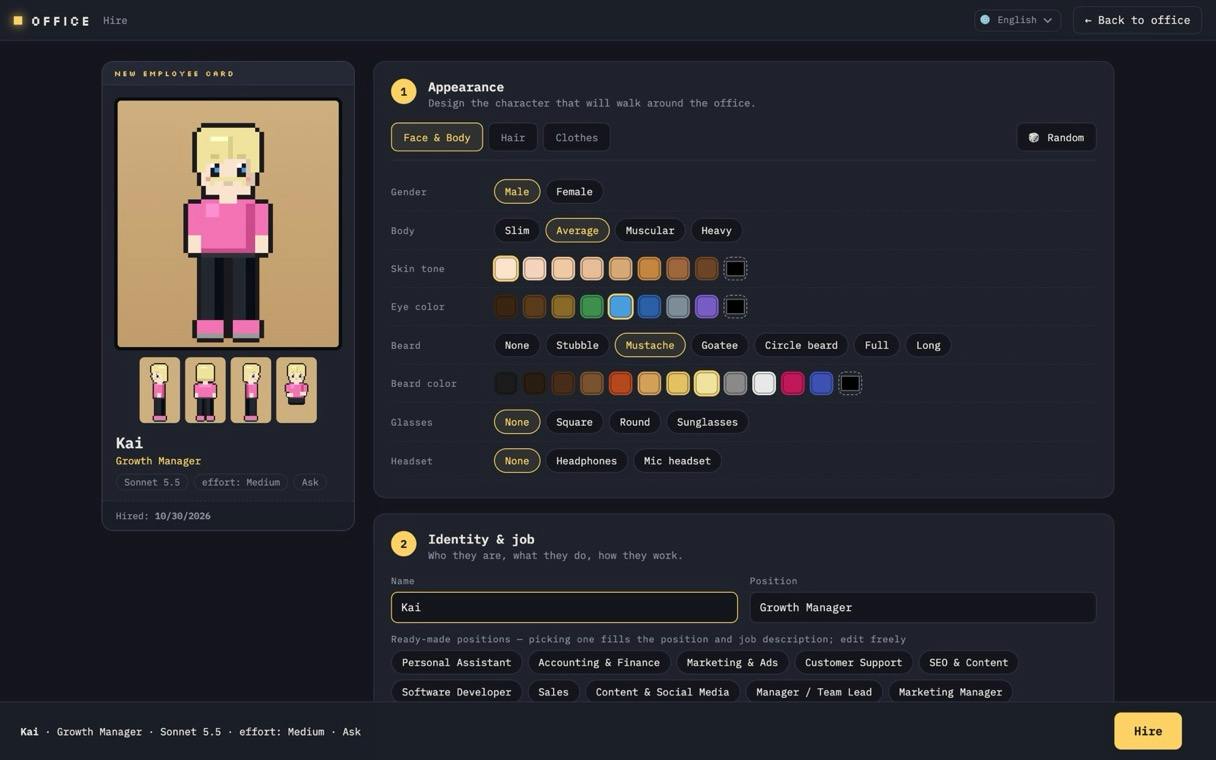 OFFICE Hire English ← Back to office
NEW EMPLOYEE CARD
Kai
Growth Manager
Sonnet 5.5 effort: Medium Ask
Hired: 10/30/2026
1 Appearance
Design the character that will walk around the office.
Face & Body Hair Clothes Random
Gender Male Female
Body Slim Average Muscular Heavy
Skin tone
Eye color
Beard None Stubble Mustache Goatee Circle beard Full Long
Beard color
Glasses None Square Round Sunglasses
Headset None Headphones Mic headset
2 Identity & job
Who they are, what they do, how they work.
Name Position
Kai Growth Manager
Ready-made positions — picking one fills the position and job description; edit freely
Personal Assistant Accounting & Finance Marketing & Ads Customer Support SEO & Content
Software Developer Sales Content & Social Media Manager / Team Lead Marketing Manager
Kai · Growth Manager · Sonnet 5.5 · effort: Medium · Ask Hire